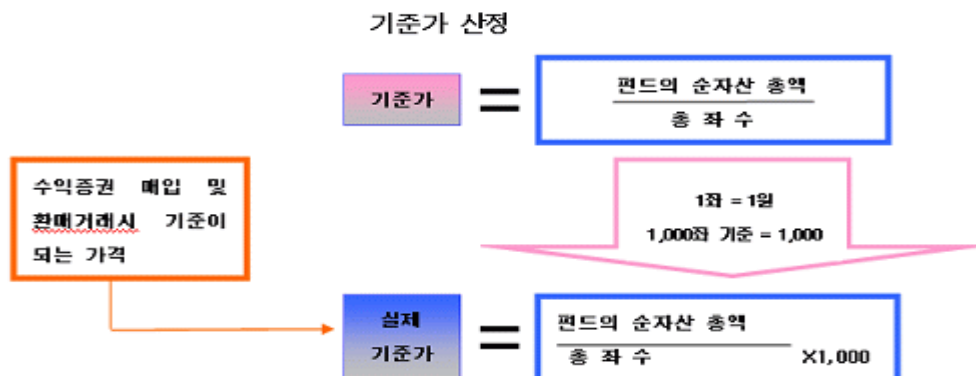 기준가 산정
기준가
=
펀드의 순자산 총액
총 좌 수
1좌 = 1원
1,000좌 기준 = 1,000
수익증권 매입 및
환매거래시 기준이
되는 가격
실제
기준가
=
펀드의 순자산 총액
총 좌 수 X1,000